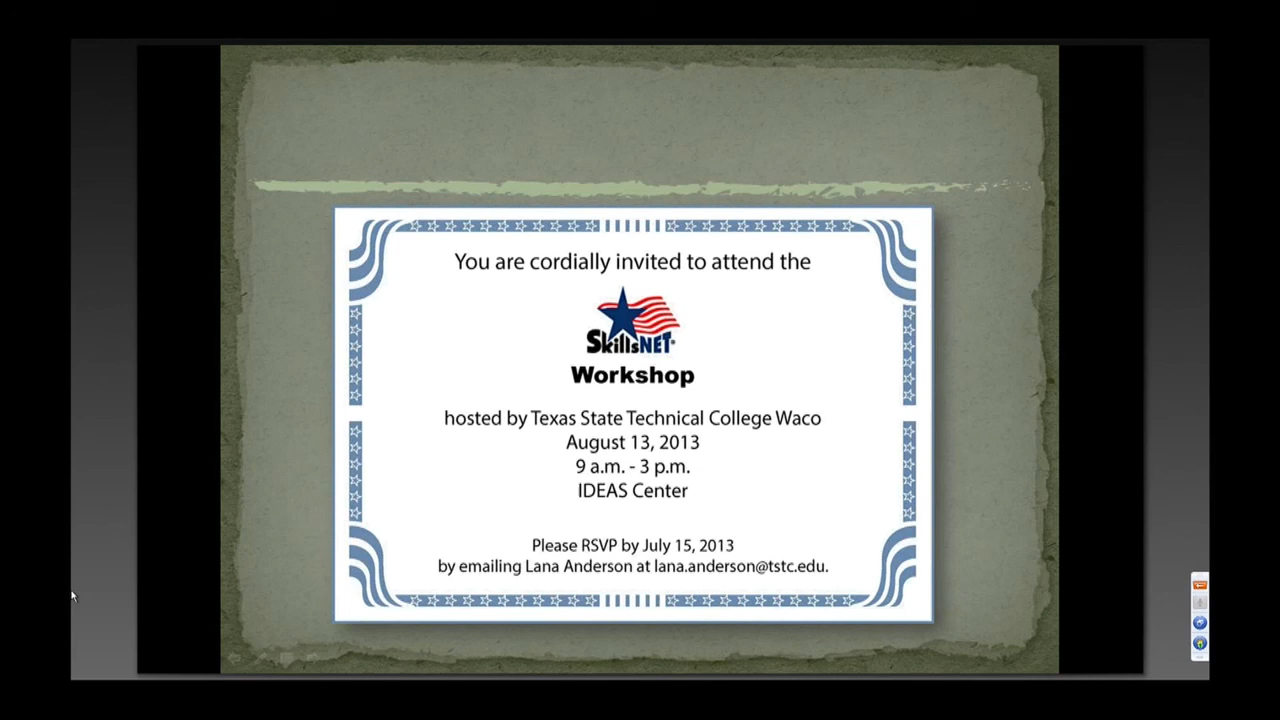 You are cordially invited to attend the
SkillsNET
Workshop
hosted by Texas State Technical College Waco
August 13, 2013
9 a.m. - 3 p.m.
IDEAS Center
Please RSVP by July 15, 2013
by emailing Lana Anderson at lana.anderson@tstc.edu.